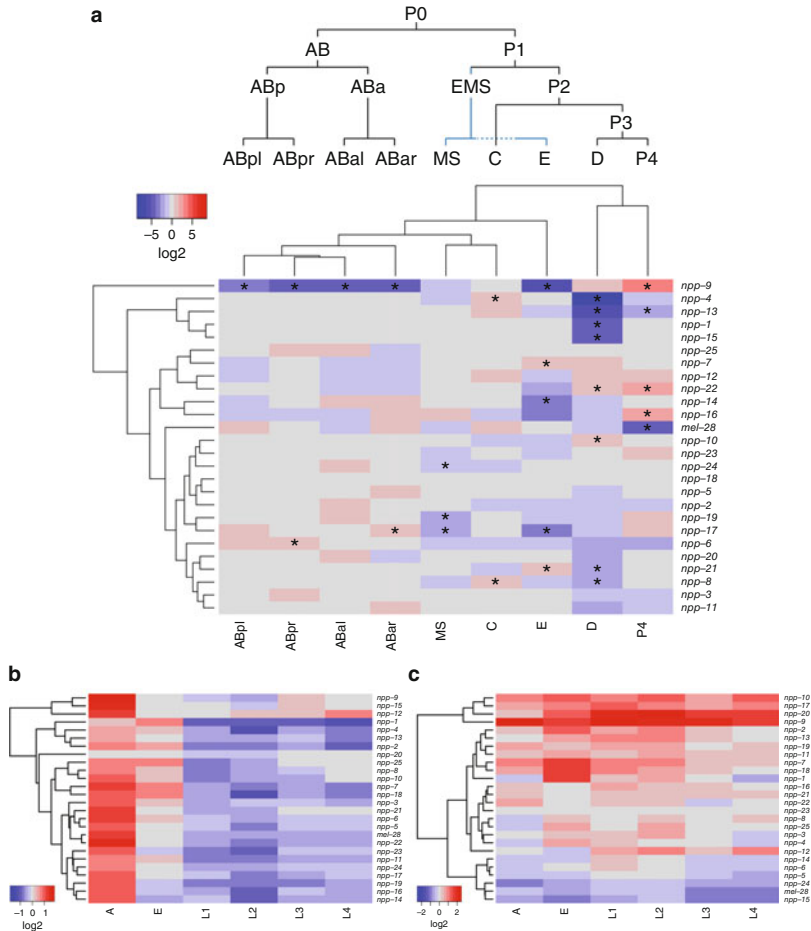 a
P0
AB P1
ABp ABa EMS P2
P3
ABpl ABpr ABal ABar MS C E D P4
−5 0 5
log2
* * * * * * npp−9
* * npp−4
* * npp−13
* npp−1
* npp−15
npp−25
* npp−7
npp−12
* * npp−22
* npp−14
* npp−16
* mel−28
* npp−10
npp−23
* npp−24
npp−18
npp−5
npp−2
* npp−19
* * * npp−17
* npp−6
npp−20
* * npp−21
* * npp−8
npp−3
npp−11
ABpl ABpr ABal ABar MS C E D P4
b
npp−9
npp−15
npp−12
npp−1
npp−4
npp−13
npp−2
npp−20
npp−25
npp−8
npp−10
npp−7
npp−18
npp−3
npp−21
npp−6
npp−5
mel−28
npp−22
npp−23
npp−11
npp−24
npp−17
npp−19
npp−16
npp−14
−1 0 1
log2
A E L1 L2 L3 L4
c
npp−10
npp−17
npp−20
npp−9
npp−2
npp−13
npp−19
npp−11
npp−7
npp−18
npp−1
npp−16
npp−21
npp−22
npp−23
npp−8
npp−25
npp−3
npp−4
npp−12
npp−14
npp−6
npp−5
npp−24
mel−28
npp−15
−2 0 2
log2
A E L1 L2 L3 L4